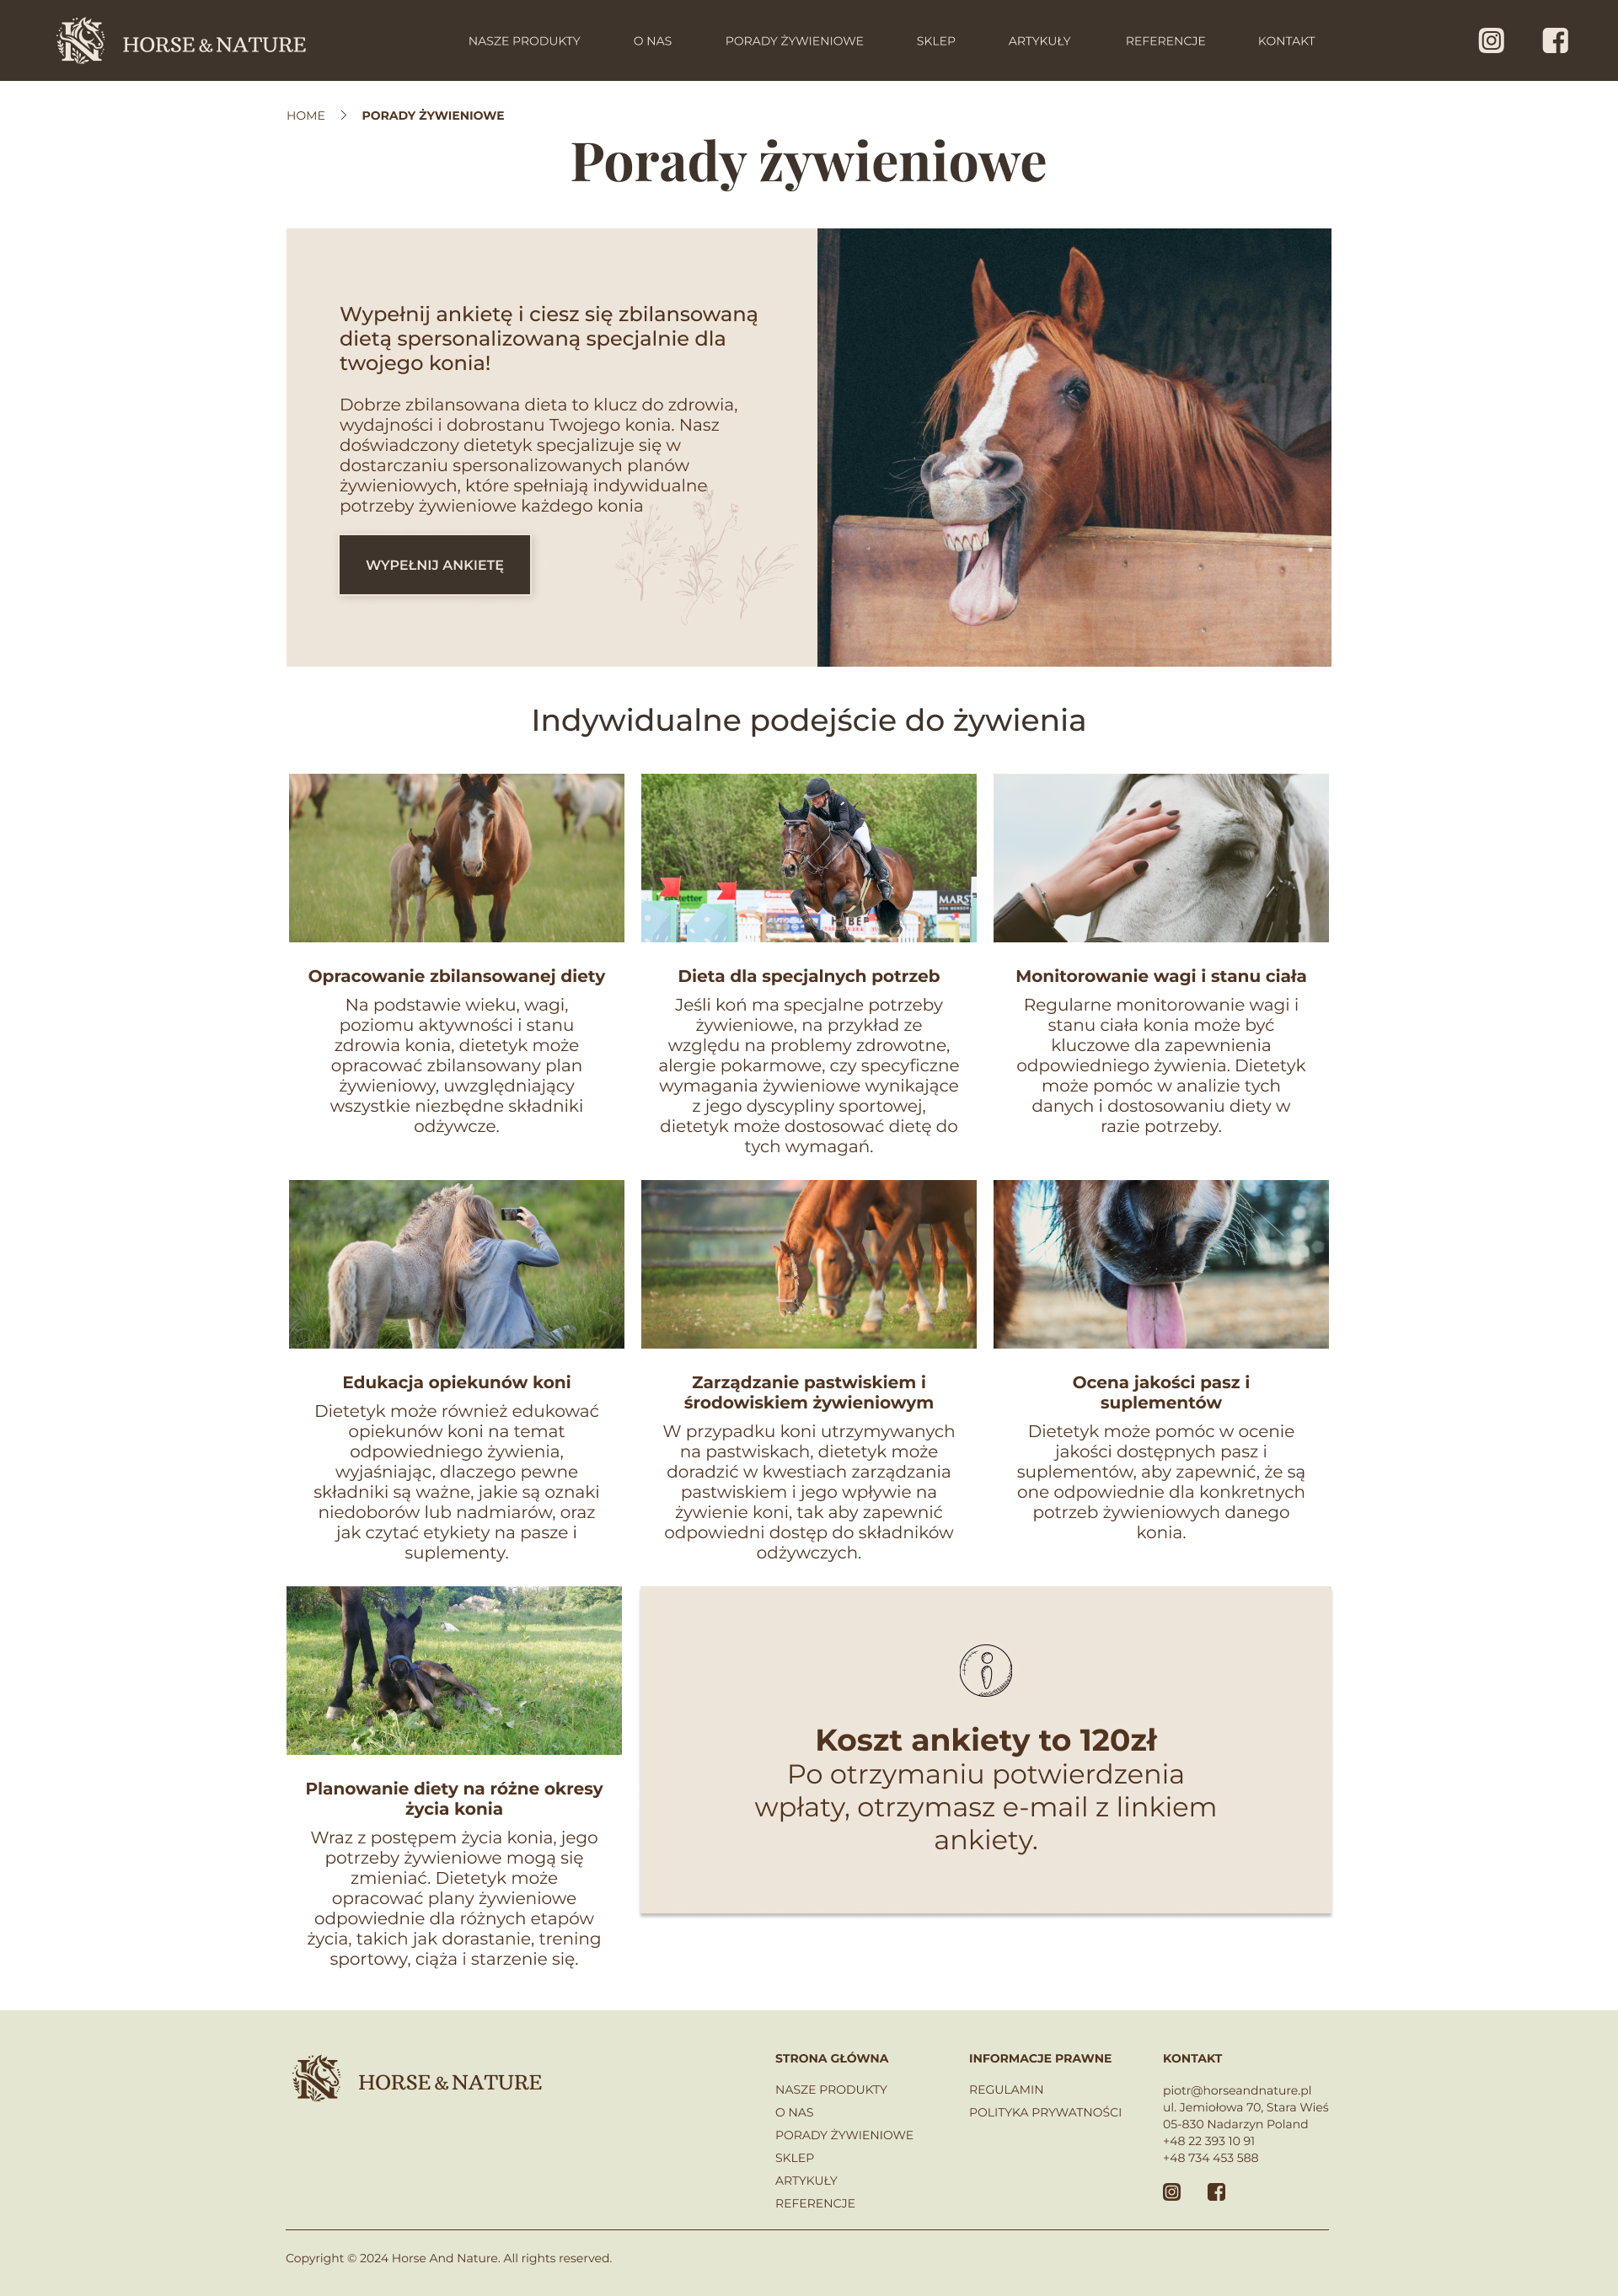 HORSE & NATURE
NASZE PRODUKTY
O NAS
PORADY ŻYWIENIOWE
SKLEP
ARTYKUŁY
REFERENCJE
KONTAKT
HOME > PORADY ŻYWIENIOWE
Porady żywieniowe
Wypełnij ankietę i ciesz się zbilansowaną
dietą spersonalizowaną specjalnie dla
twojego konia!
Dobrze zbilansowana dieta to klucz do zdrowia,
wydajności i dobrostanu Twojego konia. Nasz
doświadczony dietetyk specjalizuje się w
dostarczaniu spersonalizowanych planów
żywieniowych, które spełniają indywidualne
potrzeby żywieniowe każdego konia
WYPEŁNIJ ANKIETĘ
Indywidualne podejście do żywienia
Opracowanie zbilansowanej diety
Na podstawie wieku, wagi,
poziomu aktywności i stanu
zdrowia konia, dietetyk może
opracować zbilansowany plan
żywieniowy, uwzględniający
wszystkie niezbędne składniki
odżywcze.
Dieta dla specjalnych potrzeb
Jeśli koń ma specjalne potrzeby
żywieniowe, na przykład ze
względu na problemy zdrowotne,
alergie pokarmowe, czy specyficzne
wymagania żywieniowe wynikające
z jego dyscypliny sportowej,
dietetyk może dostosować dietę do
tych wymagań.
Monitorowanie wagi i stanu ciała
Regularne monitorowanie wagi i
stanu ciała konia może być
kluczowe dla zapewnienia
odpowiedniego żywienia. Dietetyk
może pomóc w analizie tych
danych i dostosowaniu diety w
razie potrzeby.
Edukacja opiekunów koni
Dietetyk może również edukować
opiekunów koni na temat
odpowiedniego żywienia,
wyjaśniając, dlaczego pewne
składniki są ważne, jakie są oznaki
niedoborów lub nadmiarów, oraz
jak czytać etykiety na pasze i
suplementy.
Zarządzanie pastwiskiem i
środowiskiem żywieniowym
W przypadku koni utrzymywanych
na pastwiskach, dietetyk może
doradzić w kwestiach zarządzania
pastwiskiem i jego wpływie na
żywienie koni, tak aby zapewnić
odpowiedni dostęp do składników
odżywczych.
Ocena jakości pasz i
suplementów
Dietetyk może pomóc w ocenie
jakości dostępnych pasz i
suplementów, aby zapewnić, że są
one odpowiednie dla konkretnych
potrzeb żywieniowych danego
konia.
Planowanie diety na różne okresy
życia konia
Wraz z postępem życia konia, jego
potrzeby żywieniowe mogą się
zmieniać. Dietetyk może
opracować plany żywieniowe
odpowiednie dla różnych etapów
życia, takich jak dorastanie, trening
sportowy, ciąża i starzenie się.
Koszt ankiety to 120zł
Po otrzymaniu potwierdzenia
wpłaty, otrzymasz e-mail z linkiem
ankiety.
HORSE & NATURE
STRONA GŁÓWNA
NASZE PRODUKTY
O NAS
PORADY ŻYWIENIOWE
SKLEP
ARTYKUŁY
REFERENCJE
INFORMACJE PRAWNE
REGULAMIN
POLITYKA PRYWATNOŚCI
KONTAKT
piotr@horseandnature.pl
ul. Jemiołowa 70, Stara Wieś
05-830 Nadarzyn Poland
+48 22 393 10 91
+48 734 453 588
Copyright © 2024 Horse And Nature. All rights reserved.